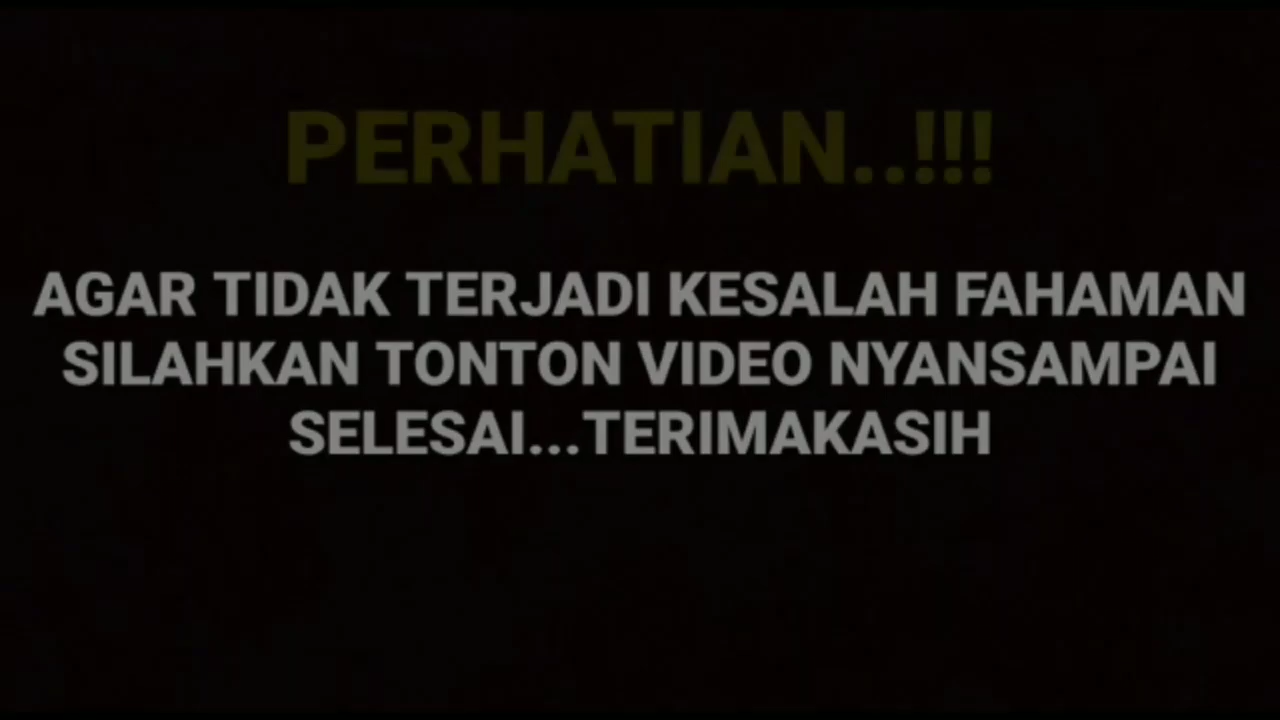 PERHATIAN..!!!
AGAR TIDAK TERJADI KESALAH FAHAMAN
SILAHKAN TONTON VIDEO NYANSAMPAI
SELESAI...TERIMAKASIH